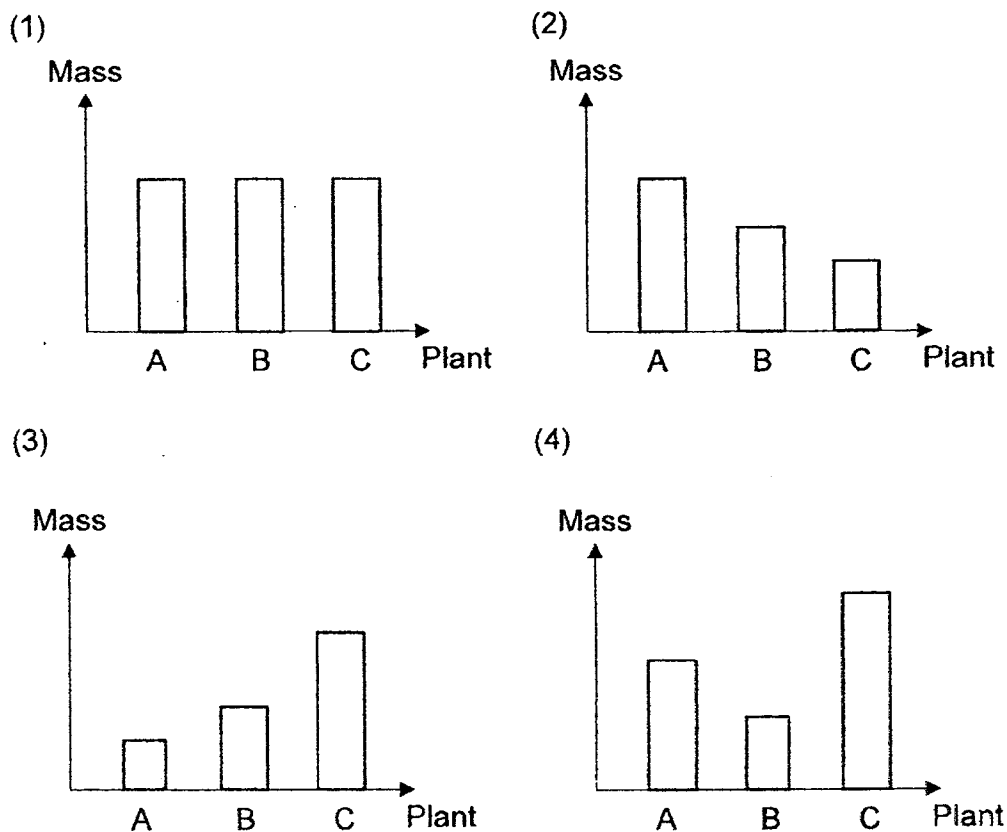 (1)
Mass
A B C Plant
(2)
Mass
A B C Plant
(3)
Mass
A B C Plant
(4)
Mass
A B C Plant